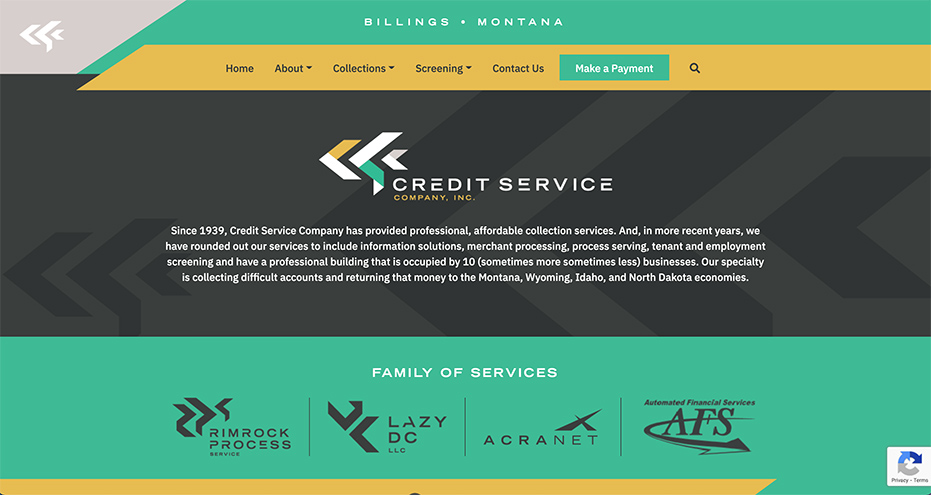 BILLINGS • MONTANA
Home About Collections Screening Contact Us Make a Payment
CREDIT SERVICE
COMPANY, INC.
Since 1939, Credit Service Company has provided professional, affordable collection services. And, in more recent years, we
have rounded out our services to include information solutions, merchant processing, process serving, tenant and employment
screening and have a professional building that is occupied by 10 (sometimes more sometimes less) businesses. Our specialty
is collecting difficult accounts and returning that money to the Montana, Wyoming, Idaho, and North Dakota economies.
FAMILY OF SERVICES
RIMROCK
PROCESS
SERVICE
LAZY
DC
LLC
ACRANET
Automated Financial Services
AFS
Privacy - Terms